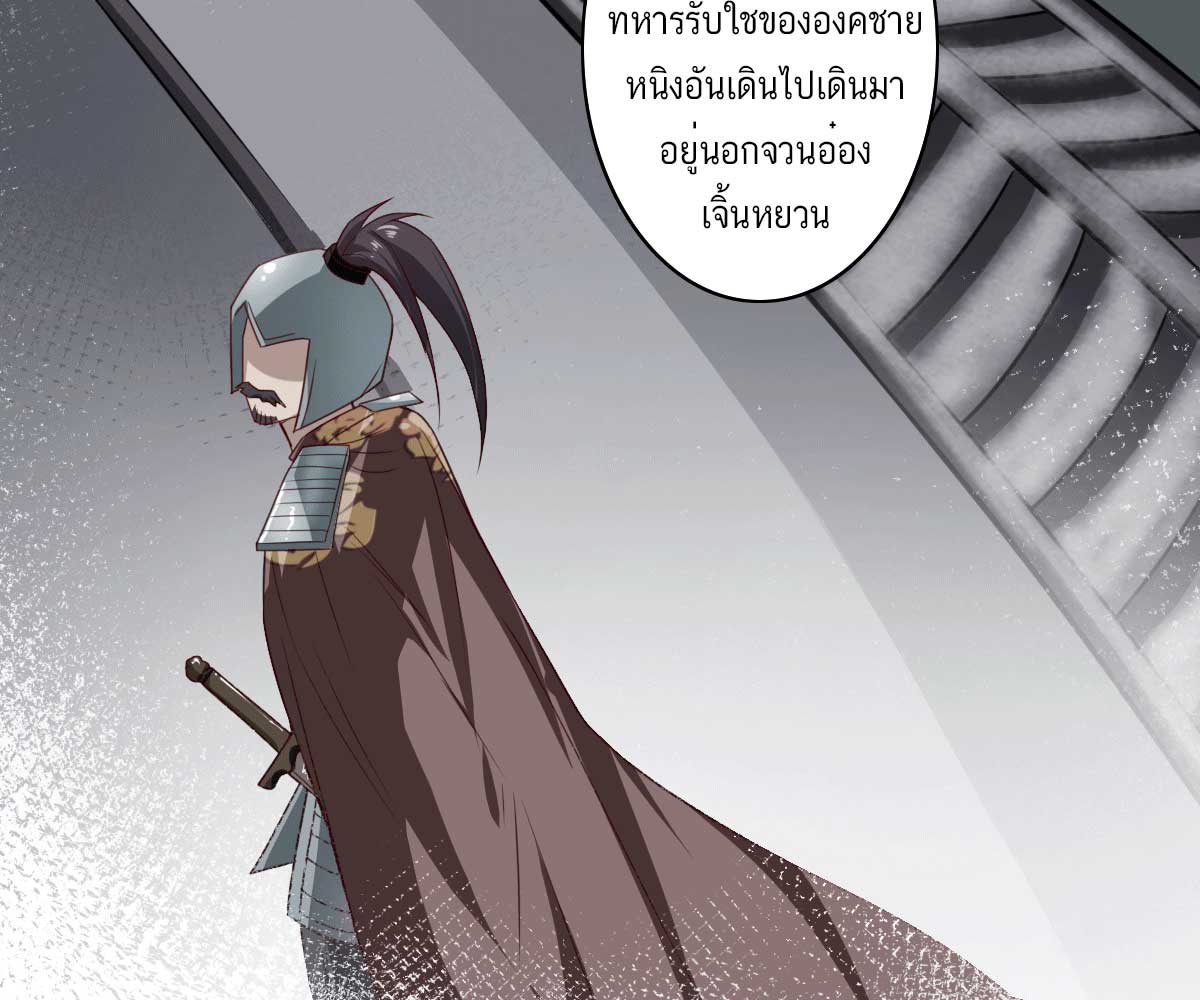 ทหารรับใชขององคชาย
หนิงอันเดินไปเดินมา
อยู่นอกจวนอ๋อง
เจิ้นหยวน